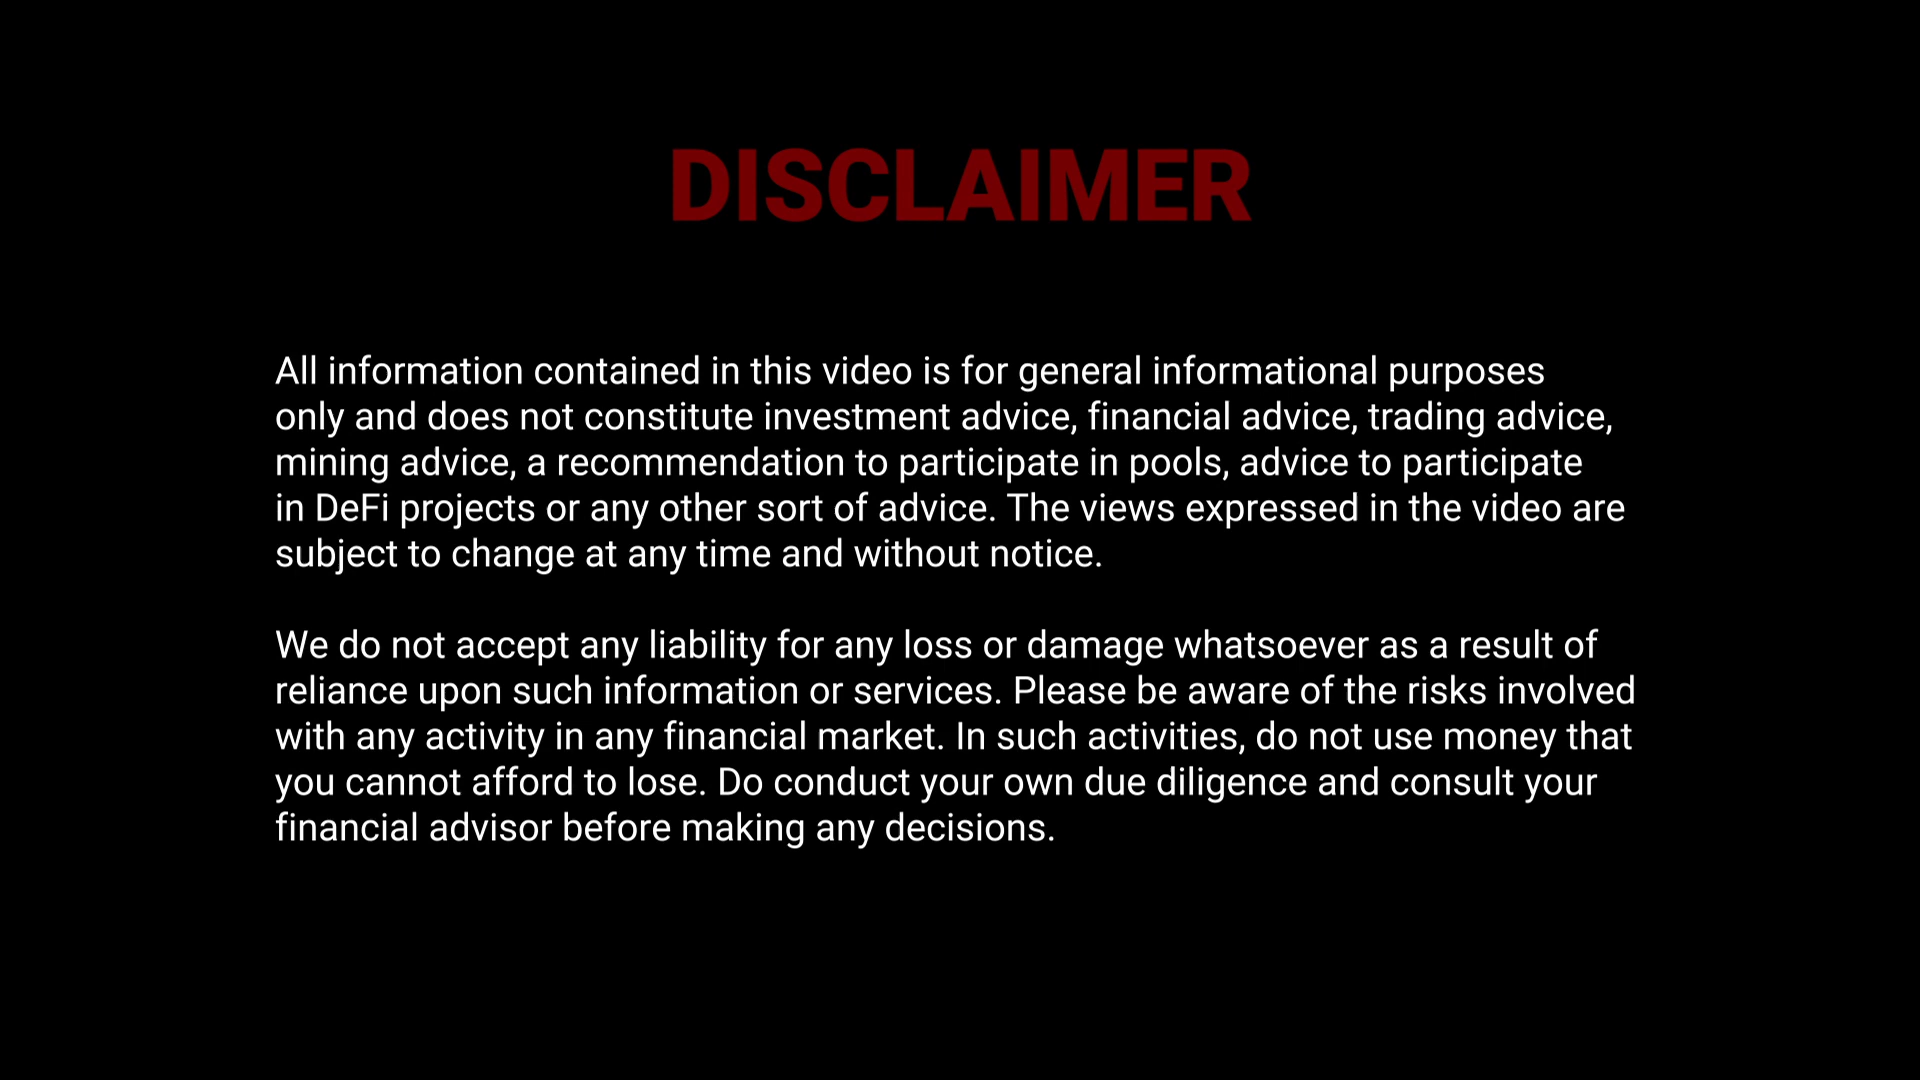 DISCLAIMER
All information contained in this video is for general informational purposes
only and does not constitute investment advice, financial advice, trading advice,
mining advice, a recommendation to participate in pools, advice to participate
in DeFi projects or any other sort of advice. The views expressed in the video are
subject to change at any time and without notice.
We do not accept any liability for any loss or damage whatsoever as a result of
reliance upon such information or services. Please be aware of the risks involved
with any activity in any financial market. In such activities, do not use money that
you cannot afford to lose. Do conduct your own due diligence and consult your
financial advisor before making any decisions.